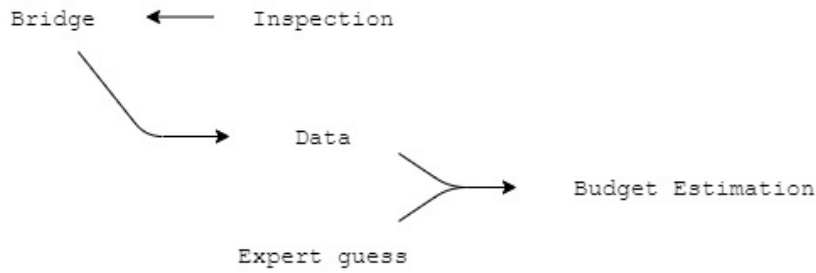 Bridge
Inspection
Data
Budget Estimation
Expert guess